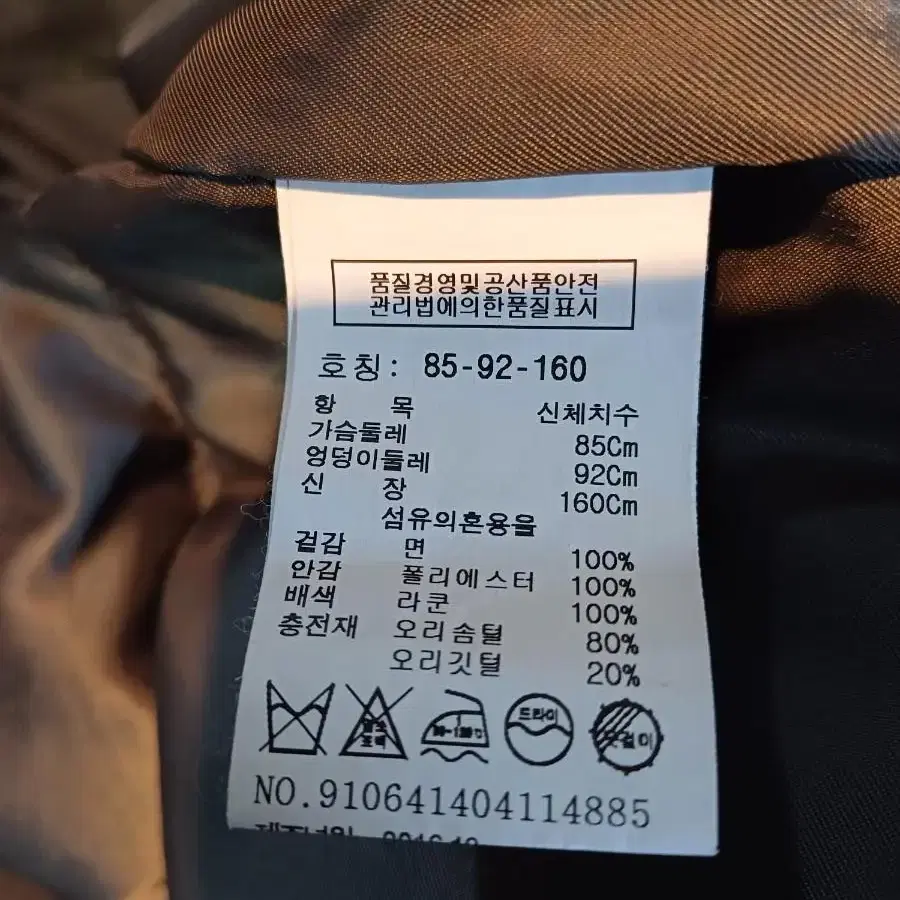 품질경영및공산품안전
관리법에의한품질표시
호칭: 85-92-160
항 목 신체치수
가슴둘레 85Cm
엉덩이둘레 92Cm
신 장 160Cm
섬유의혼용율
겉감 면 100%
안감 폴리에스터 100%
배색 라쿤 100%
충전재 오리솜털 80%
오리깃털 20%
드라이
NO.910641404114885